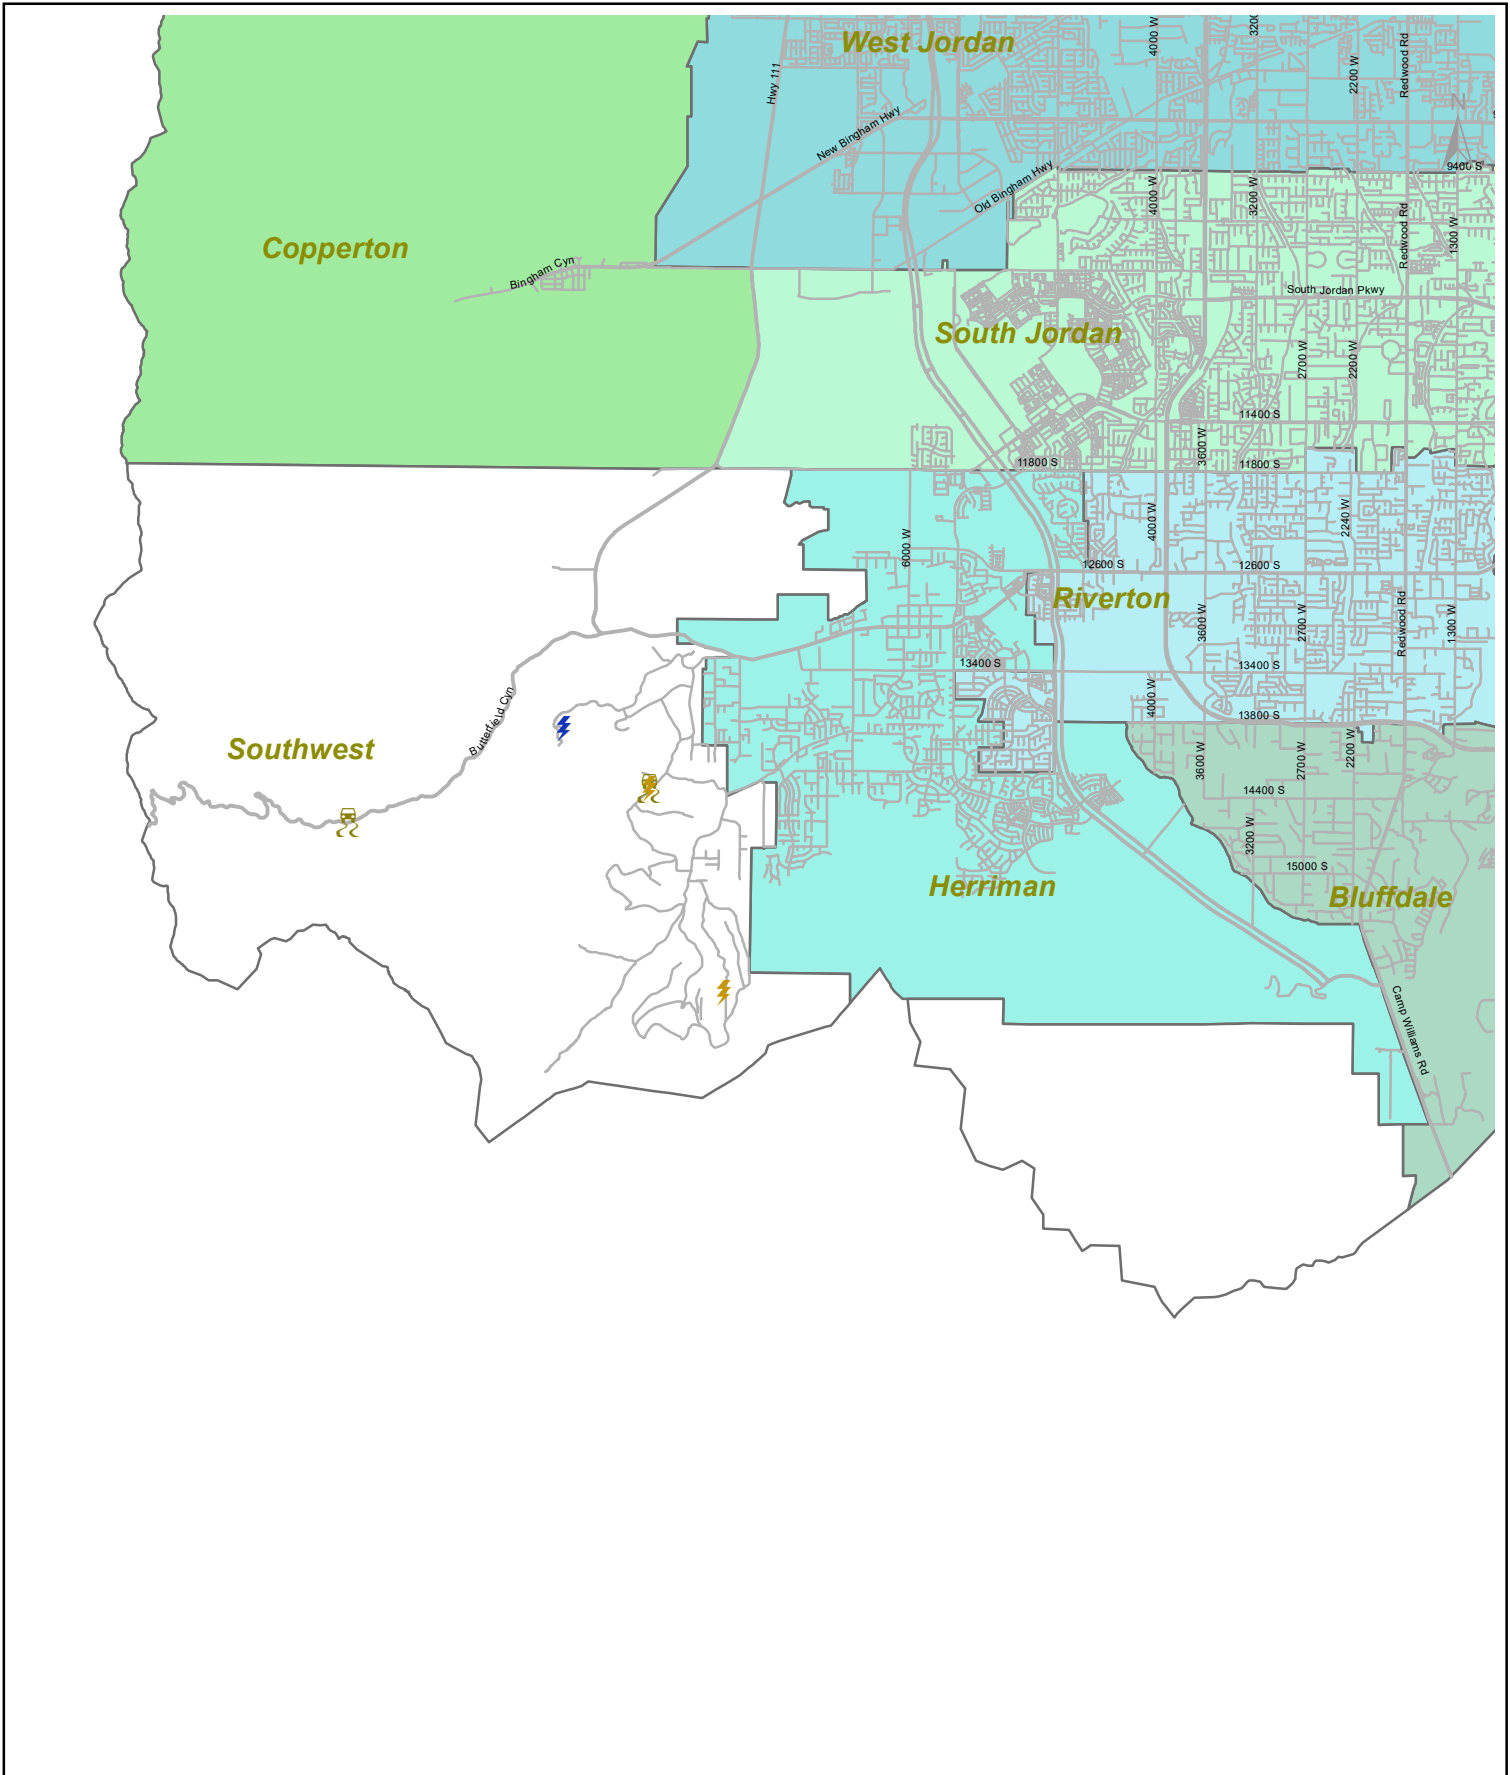 West Jordan
4000 W
3200
2200 W
Redwood Rd
Hwy 111
New Bingham Hwy
N
9
Old Bingham Hwy
9400 S
4000 W
3200 W
Redwood Rd
1300 W
Copperton
Bingham Cyn
South Jordan Pkwy
South Jordan
2700 W
2200 W
11400 S
3600 W
11800 S
11800 S
4000 W
2240 W
6000 W
12600 S
12600 S
Riverton
3600 W
2700 W
Redwood Rd
1300 W
13400 S
13400 S
4000 W
13800 S
Butterfield Cyn
Southwest
3600 W
2700 W
2200 W
14400 S
3200 W
15000 S
Herriman
Bluffdale
Camp Williams Rd